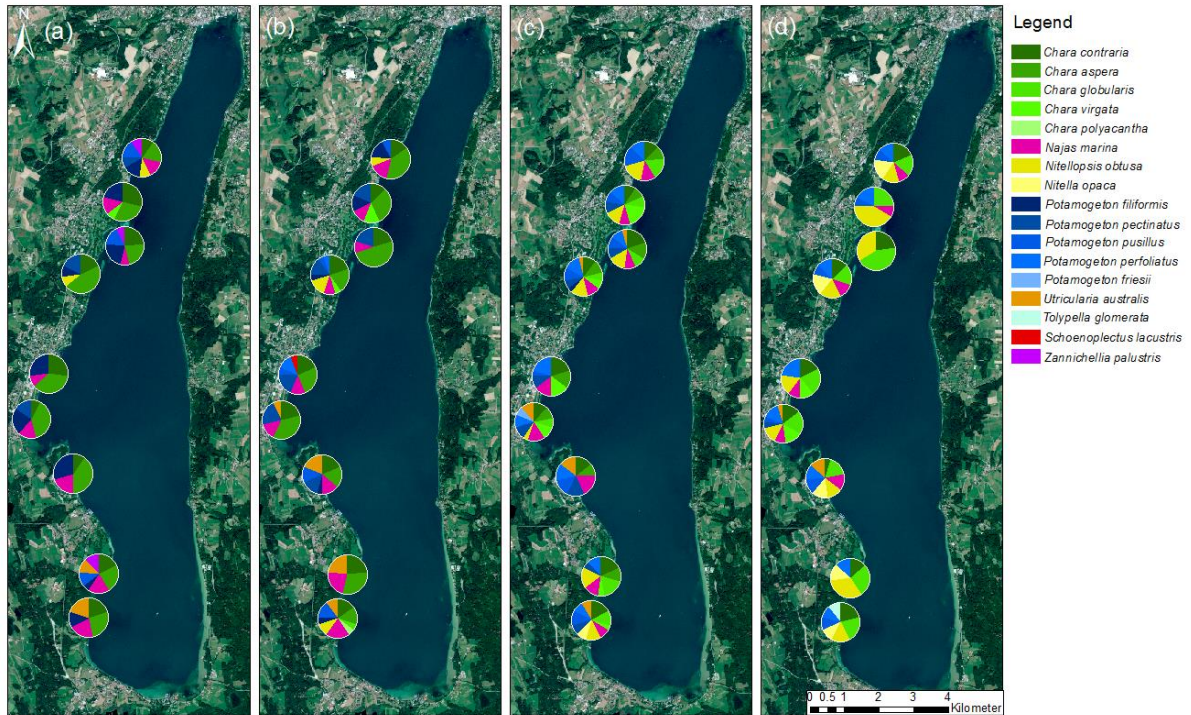 N
(a)
(b)
(c)
(d)
Legend
Chara contraria
Chara aspera
Chara globularis
Chara virgata
Chara polyacantha
Najas marina
Nitellopsis obtusa
Nitella opaca
Potamogeton filiformis
Potamogeton pectinatus
Potamogeton pusillus
Potamogeton perfoliatus
Potamogeton friesii
Utricularia australis
Tolypella glomerata
Schoenoplectus lacustris
Zannichellia palustris
0 0.5 1 2 3 4
Kilometer